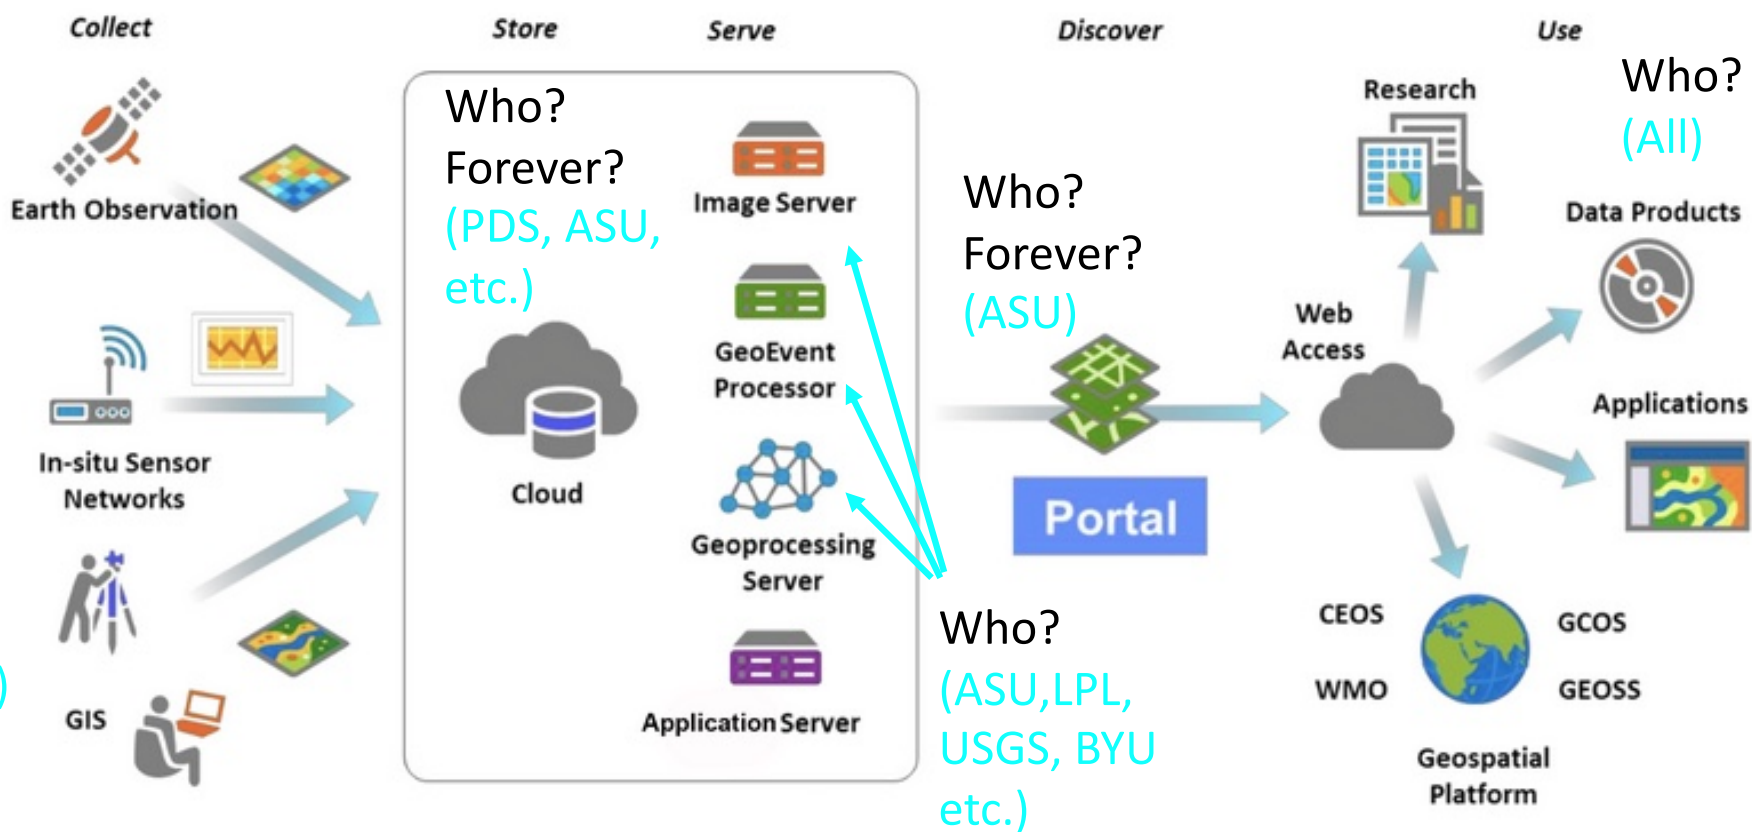 Collect
Store
Serve
Discover
Use
Earth Observation
In-situ Sensor
Networks
GIS
)
Who?
Forever?
(PDS, ASU,
etc.)
Cloud
Image Server
GeoEvent
Processor
Geoprocessing
Server
Application Server
Who?
Forever?
(ASU)
Portal
Who?
(ASU,LPL,
USGS, BYU
etc.)
Web
Access
Research
Who?
(All)
Data Products
Applications
CEOS
GCOS
WMO
GEOSS
Geospatial
Platform